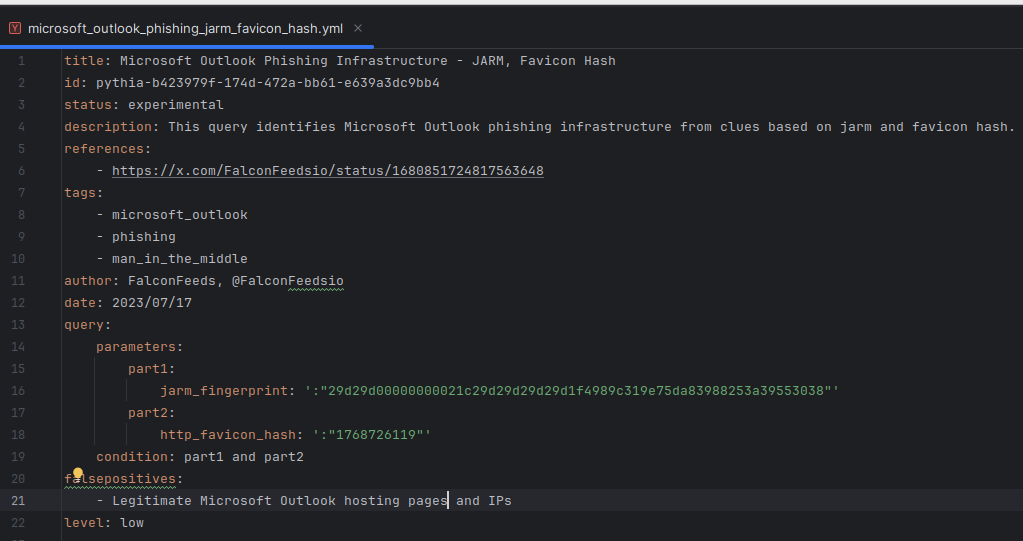 microsoft_outlook_phishing_jarm_favicon_hash.yml
1 title: Microsoft Outlook Phishing Infrastructure - JARM, Favicon Hash
2 id: pythia-b423979f-174d-472a-bb61-e639a3dc9bb4
3 status: experimental
4 description: This query identifies Microsoft Outlook phishing infrastructure from clues based on jarm and favicon hash.
5 references:
6 - https://x.com/FalconFeedsio/status/1680851724817563648
7 tags:
8 - microsoft_outlook
9 - phishing
10 - man_in_the_middle
11 author: FalconFeeds, @FalconFeedsio
12 date: 2023/07/17
13 query:
14 parameters:
15 part1:
16 jarm_fingerprint: ':"29d29d00000000021c29d29d29d29d1f4989c319e75da83988253a39553038"'
17 part2:
18 http_favicon_hash: ':"1768726119"'
19 condition: part1 and part2
20 falsepositives:
21 - Legitimate Microsoft Outlook hosting pages and IPs
22 level: low